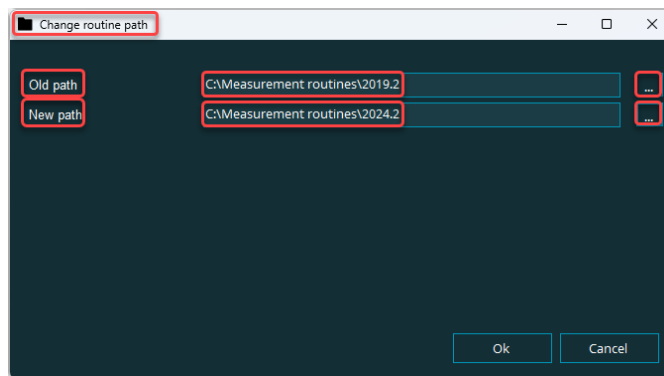 Change routine path
Old path C:\Measurement routines\2019.2 ...
New path C:\Measurement routines\2024.2 ...
Ok Cancel